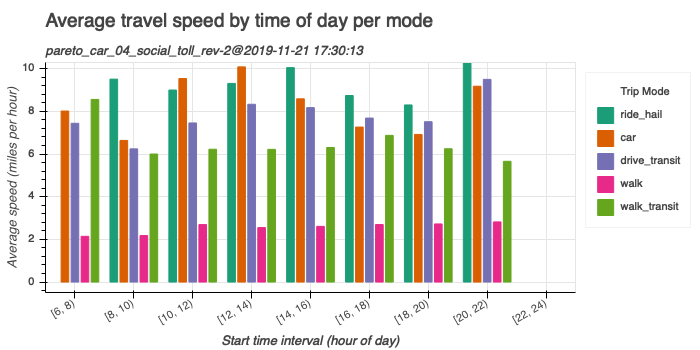 Average travel speed by time of day per mode
pareto_car_04_social_toll_rev-2@2019-11-21 17:30:13
Average speed (miles per hour)
10
8
6
4
2
0
[6, 8)
[8, 10)
[10, 12)
[12, 14)
[14, 16)
[16, 18)
[18, 20)
[20, 22)
[22, 24)
Start time interval (hour of day)
Trip Mode
ride_hail
car
drive_transit
walk
walk_transit